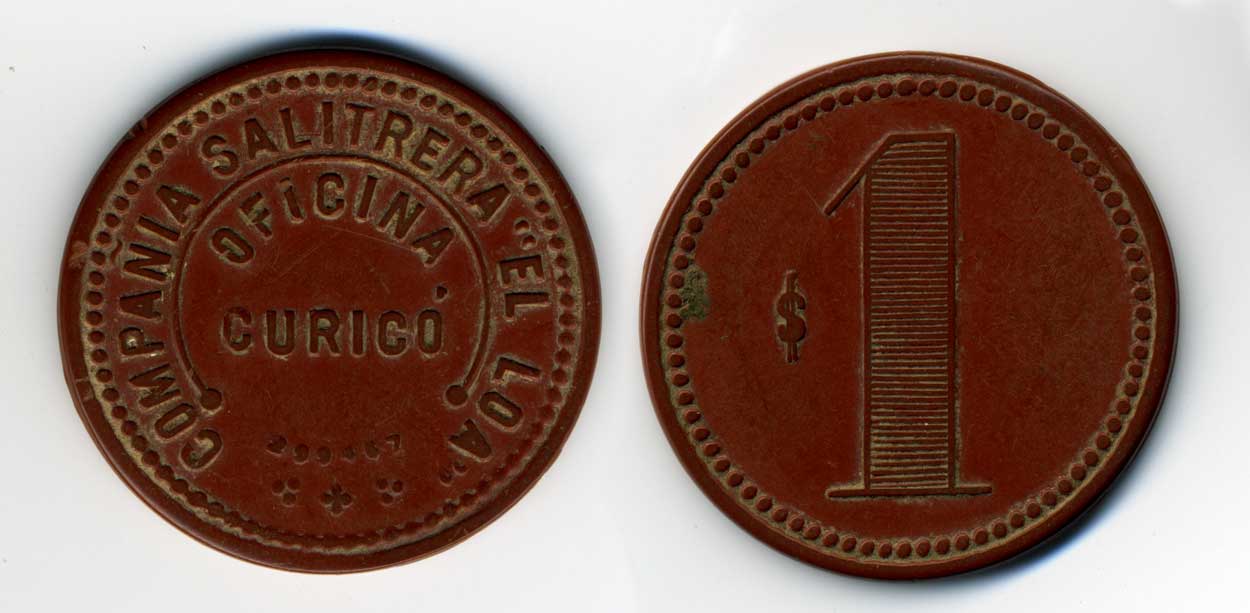 COMPAÑIA SALITRERA "EL LOA"
OFICINA
CURICÓ
$ 1